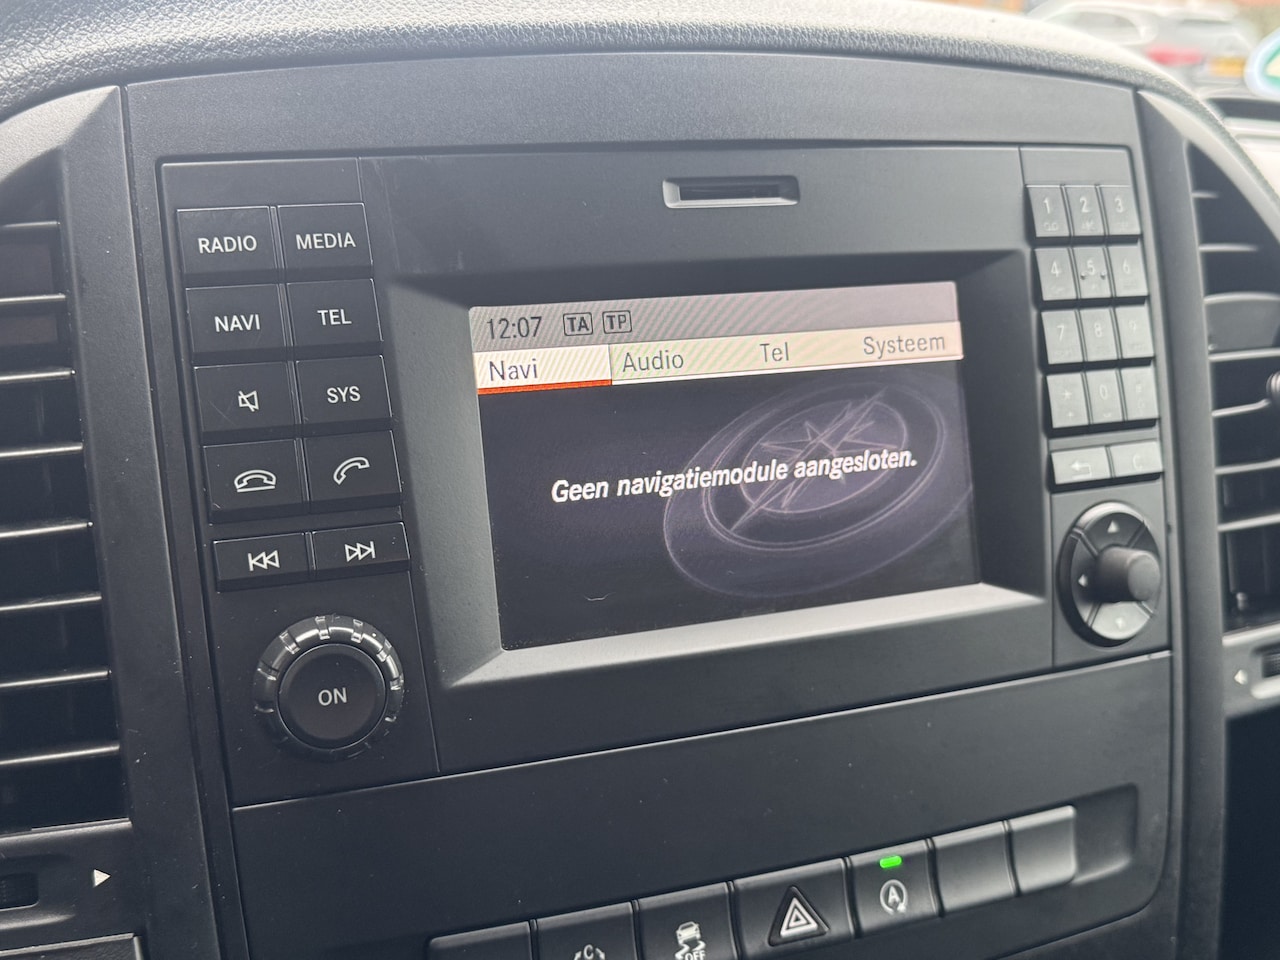 RADIO MEDIA
NAVI TEL
SYS
ON
12:07 TA TP
Navi Audio Tel Systeem
Geen navigatiemodule aangesloten.
1 2 3
4 5 6
7 8 9
* 0 #
C
OFF
A